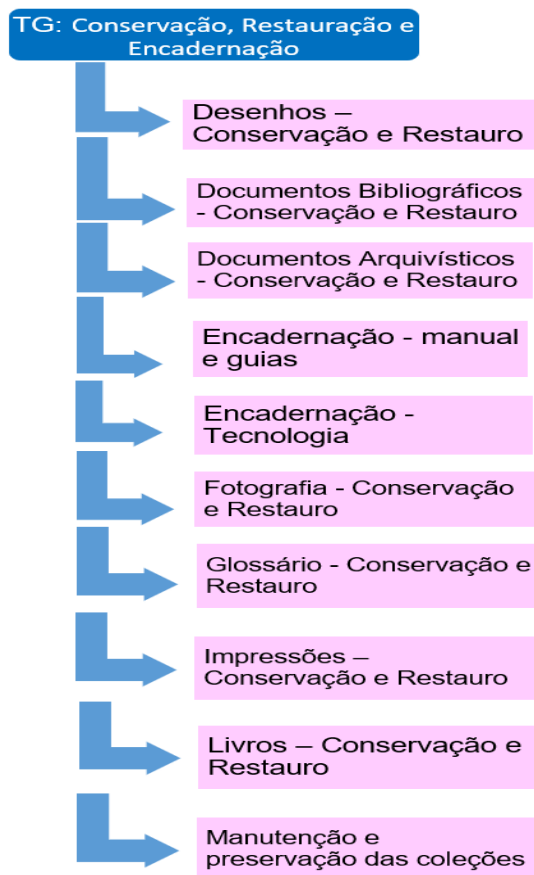 TG: Conservação, Restauração e
Encadernação
Desenhos –
Conservação e Restauro
Documentos Bibliográficos
- Conservação e Restauro
Documentos Arquivísticos
- Conservação e Restauro
Encadernação - manual
e guias
Encadernação -
Tecnologia
Fotografia - Conservação
e Restauro
Glossário - Conservação e
Restauro
Impressões –
Conservação e Restauro
Livros – Conservação e
Restauro
Manutenção e
preservação das coleções